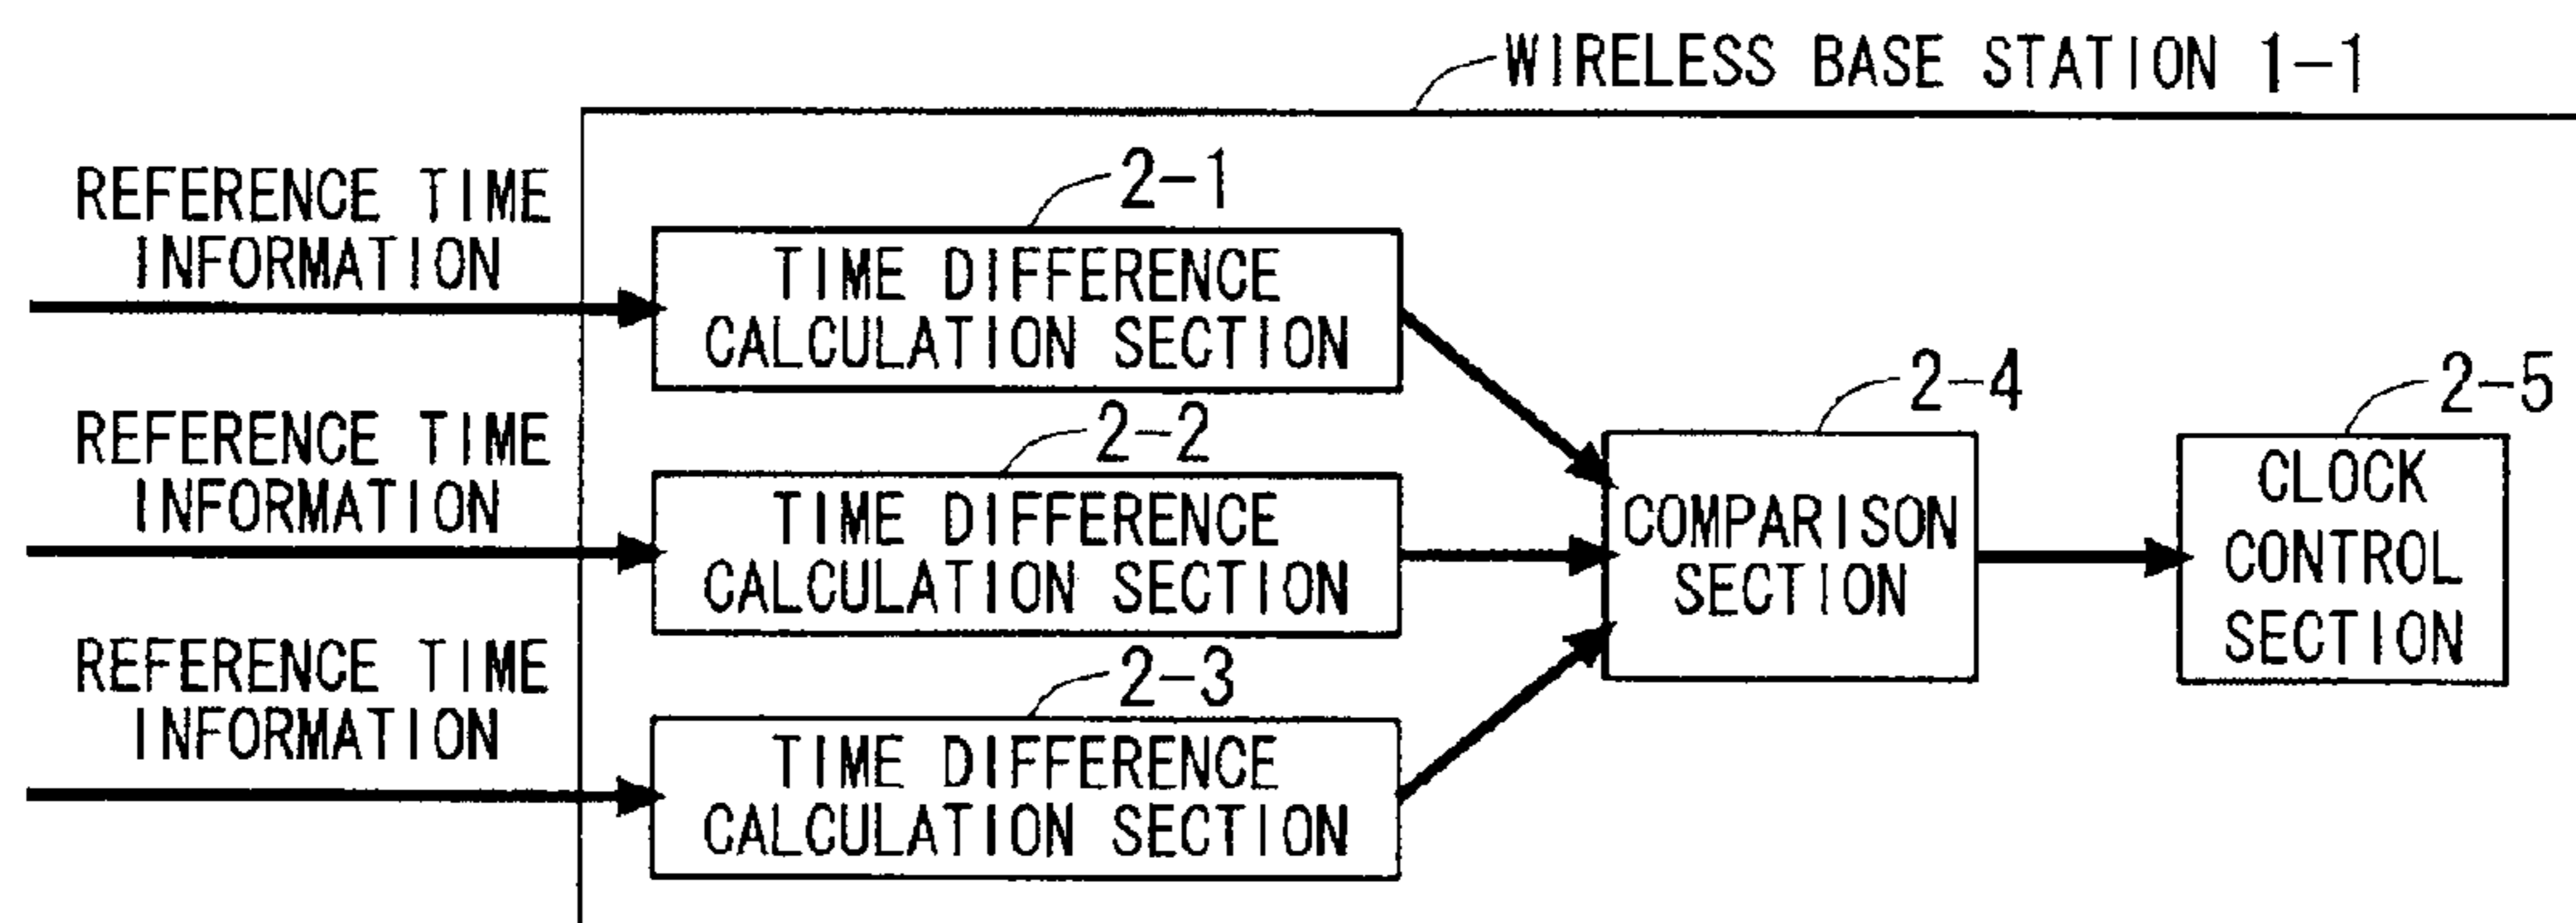 WIRELESS BASE STATION 1-1
REFERENCE TIME
INFORMATION
2-1
TIME DIFFERENCE
CALCULATION SECTION
REFERENCE TIME
INFORMATION
2-2
TIME DIFFERENCE
CALCULATION SECTION
REFERENCE TIME
INFORMATION
2-3
TIME DIFFERENCE
CALCULATION SECTION
2-4
COMPARISON
SECTION
2-5
CLOCK
CONTROL
SECTION